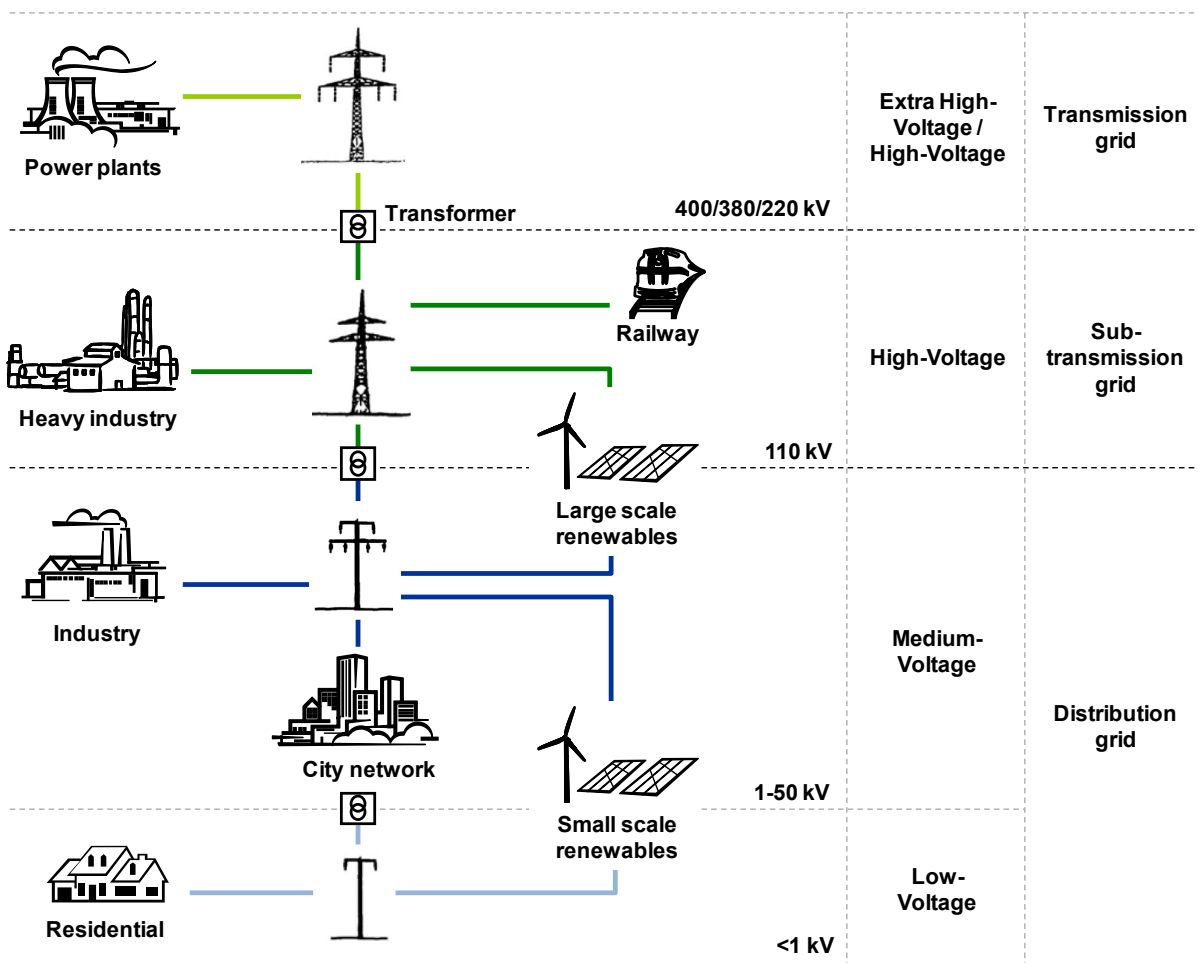 Power plants
Transformer
400/380/220 kV
Extra High-
Voltage /
High-Voltage
Transmission
grid
Heavy industry
Railway
110 kV
High-Voltage
Sub-
transmission
grid
Large scale
renewables
Industry
City network
Small scale
renewables
1-50 kV
Medium-
Voltage
Distribution
grid
Residential
<1 kV
Low-
Voltage